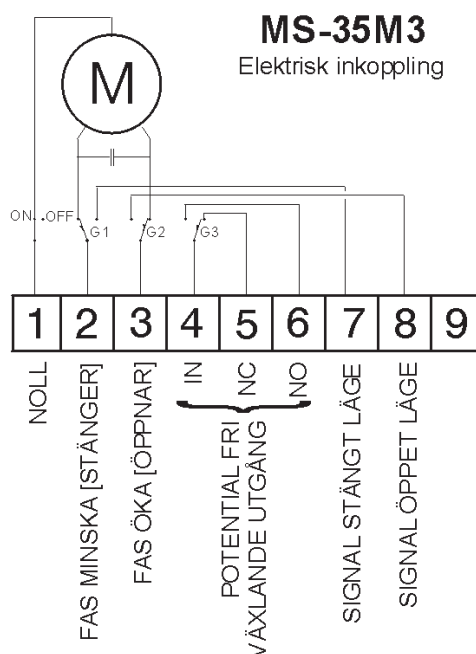 MS-35M3
Elektrisk inkoppling
M
ON
OFF
G1
G2
G3
1 2 3 4 5 6 7 8 9
NOLL
FAS MINSKA [STÄNGER]
FAS ÖKA [ÖPPNAR]
IN
NC
NO
POTENTIAL FRI
VÄXLANDE UTGÅNG
SIGNAL STÄNGT LÄGE
SIGNAL ÖPPET LÄGE